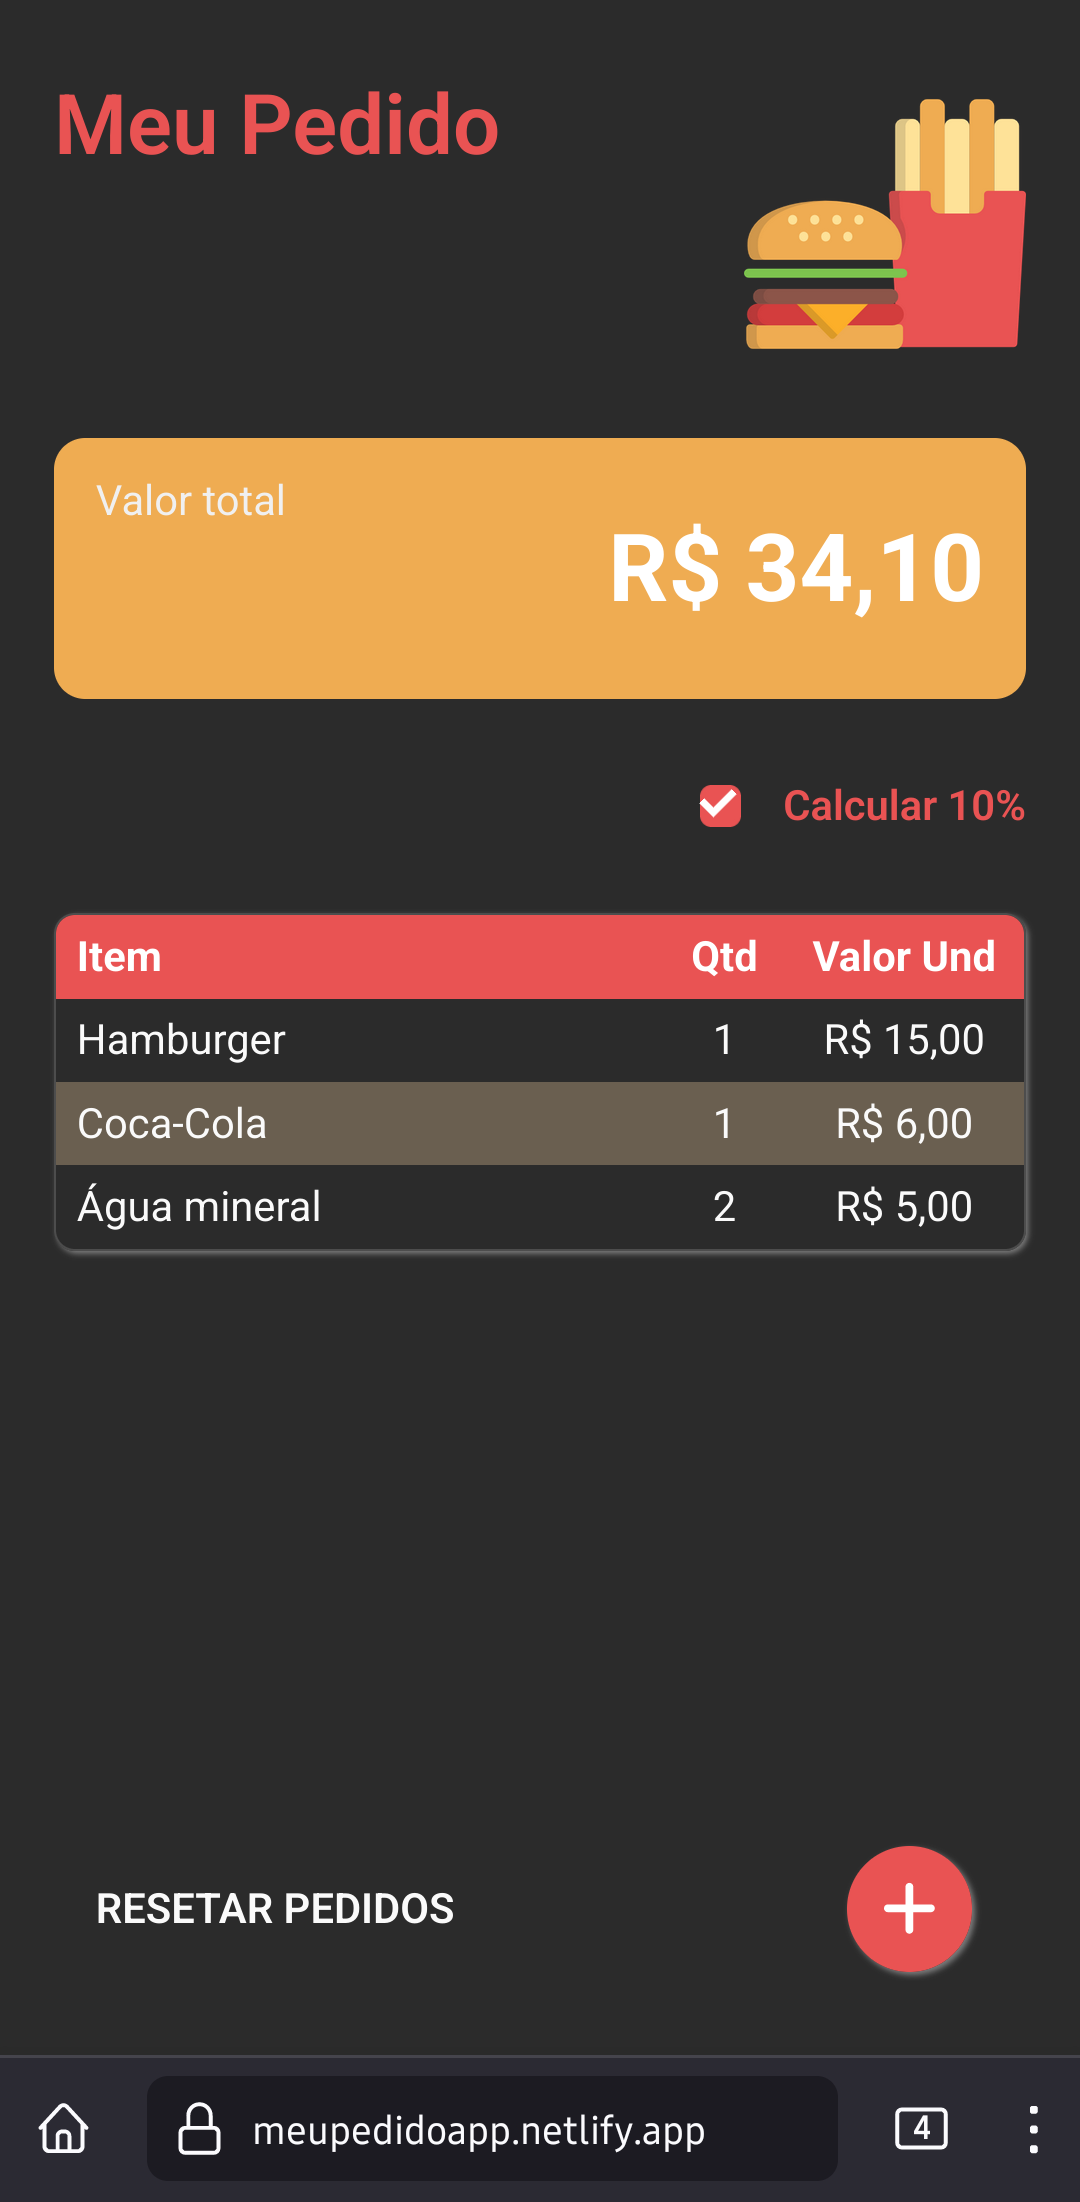 Meu Pedido
Valor total
R$ 34,10
Calcular 10%
Item Qtd Valor Und
Hamburger 1 R$ 15,00
Coca-Cola 1 R$ 6,00
Água mineral 2 R$ 5,00
RESETAR PEDIDOS
meupedidoapp.netlify.app 4